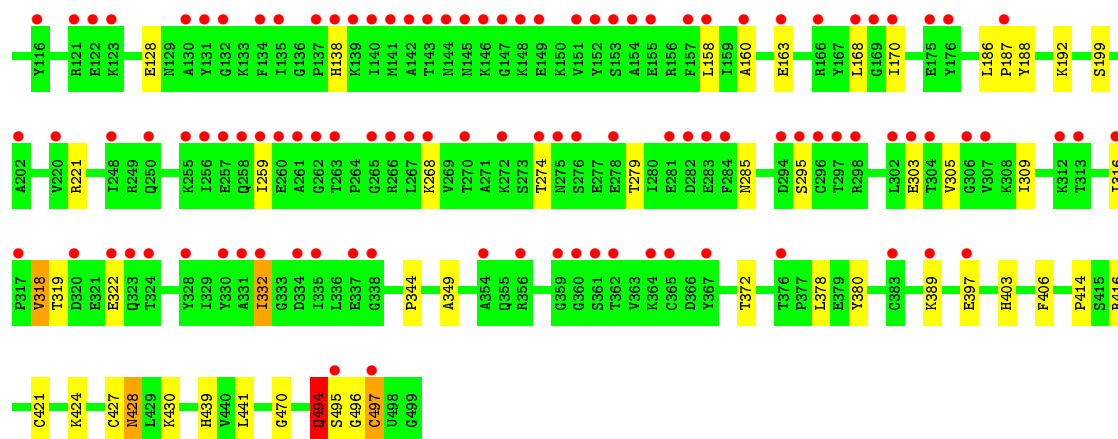 Y116 R121 E122 K123 E128 N129 A130 Y131 G132 F134 I135 G136 P137 H138 K139 I140 M141 A142 T143 N144 N145 K146 G147 K148 E149 K150 V151 Y152 S153 A154 E155 R156 F157 L158 I159 A160 E163 R166 Y167 L168 G169 I170 E175 Y176 L186 P187 Y188 K192 S199
A202 V220 R221 I248 R249 Q250 K255 I256 E257 Q258 I259 E260 A261 G262 T263 P264 G265 R266 L267 K268 V269 T270 A271 K272 S273 T274 N275 S276 E277 E278 T279 I280 E281 D282 E283 F284 N285 D294 S295 C296 T297 R298 L302 E303 T304 V305 G306 V307 K308 I309 K312 T313 I316
P317 V318 T319 D320 E321 E322 Q323 T324 Y328 I329 Y330 A331 I332 G333 D334 I335 L336 E337 G338 P344 A349 A354 Q355 R356 G359 G360 S361 T362 V363 K364 C365 D366 Y367 T372 T376 P377 L378 E379 Y380 C383 K389 E397 H403 F406 P414 S415 R416
C421 K424 C427 N428 L429 K430 H439 V440 L441 G470 Q494 S495 G496 C497 U498 G499